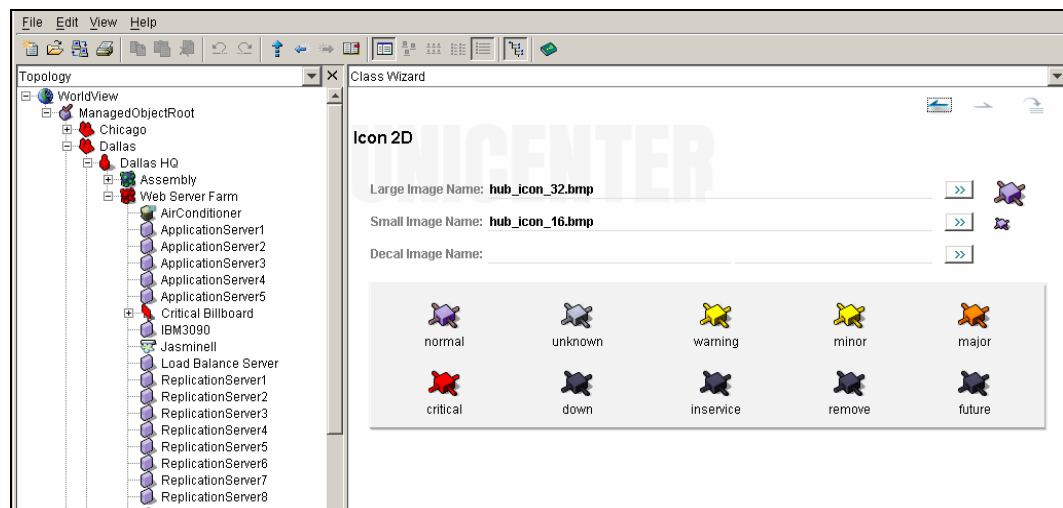 File Edit View Help
Topology
Class Wizard
WorldView
ManagedObjectRoot
Chicago
Dallas
Dallas HQ
Assembly
Web Server Farm
AirConditioner
ApplicationServer1
ApplicationServer2
ApplicationServer3
ApplicationServer4
ApplicationServer5
Critical Billboard
IBM3090
JasmineII
Load Balance Server
ReplicationServer1
ReplicationServer2
ReplicationServer3
ReplicationServer4
ReplicationServer5
ReplicationServer6
ReplicationServer7
ReplicationServer8
UNICENTER
Icon 2D
Large Image Name: hub_icon_32.bmp >>
Small Image Name: hub_icon_16.bmp >>
Decal Image Name: >>
normal unknown warning minor major
critical down inservice remove future